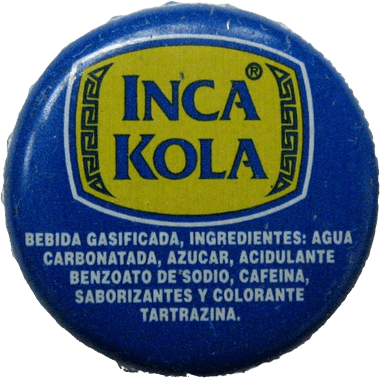 INCA®
KOLA
BEBIDA GASIFICADA, INGREDIENTES: AGUA
CARBONATADA, AZUCAR, ACIDULANTE
BENZOATO DE SODIO, CAFEINA,
SABORIZANTES Y COLORANTE
TARTRAZINA.